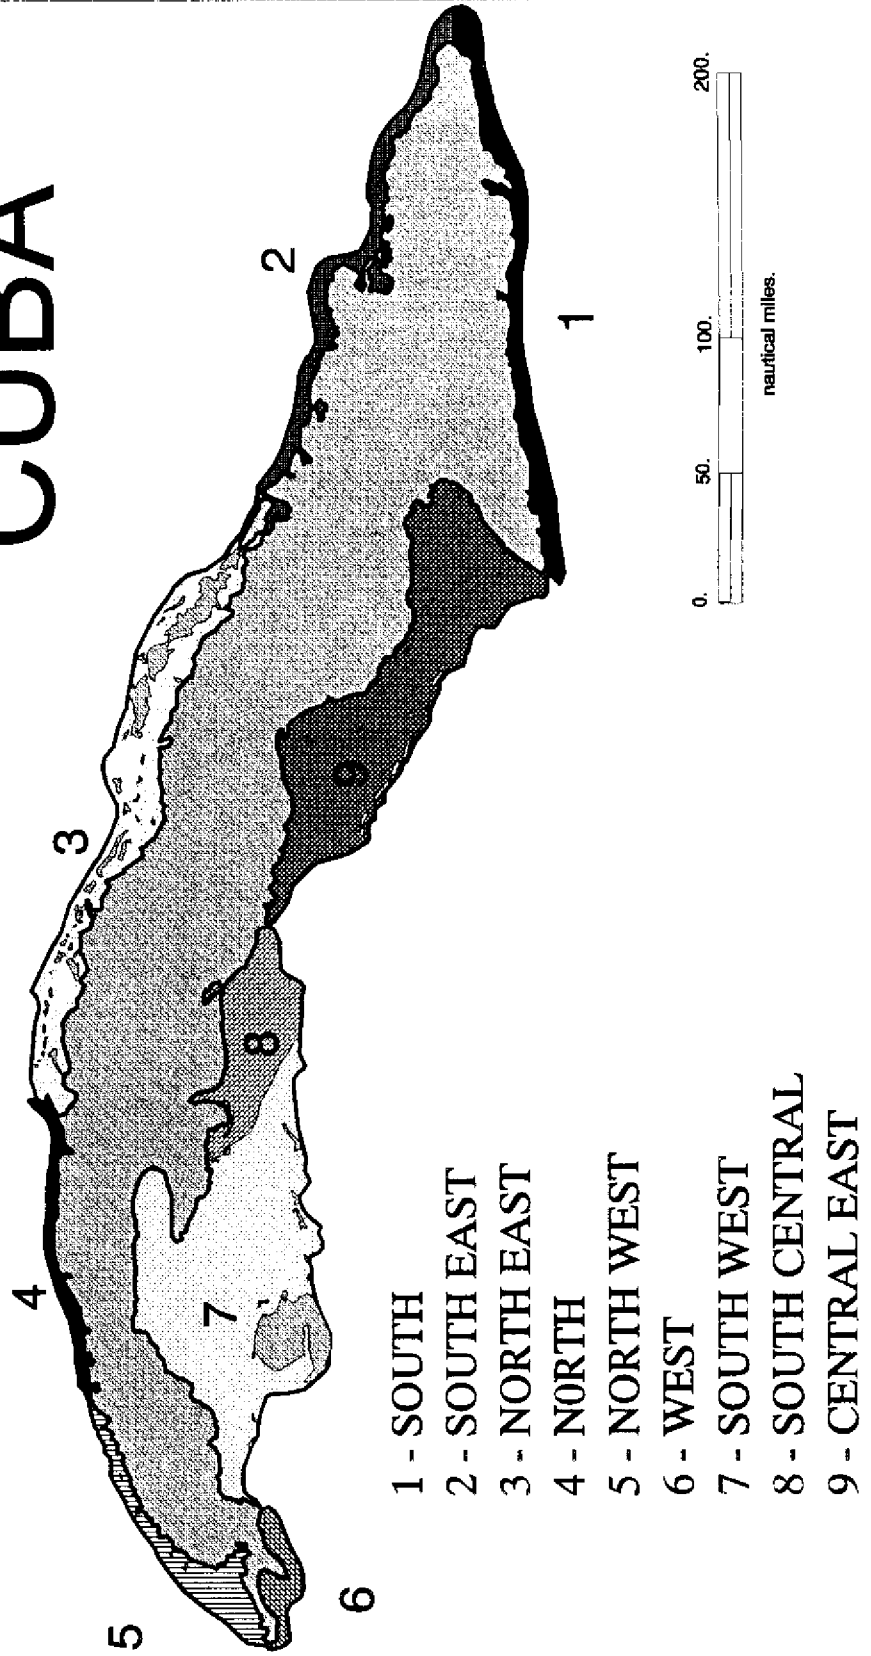 CUBA
4
3
5
2
7
8
9
6
1
1 - SOUTH
2 - SOUTH EAST
3 - NORTH EAST
4 - N0RTH
5 - NORTH WEST
6 - WEST
7 - SOUTH WEST
8 - SOUTH CENTRAL
9 - CENTRAL EAST
0. 50. 100. 200.
nautical miles.